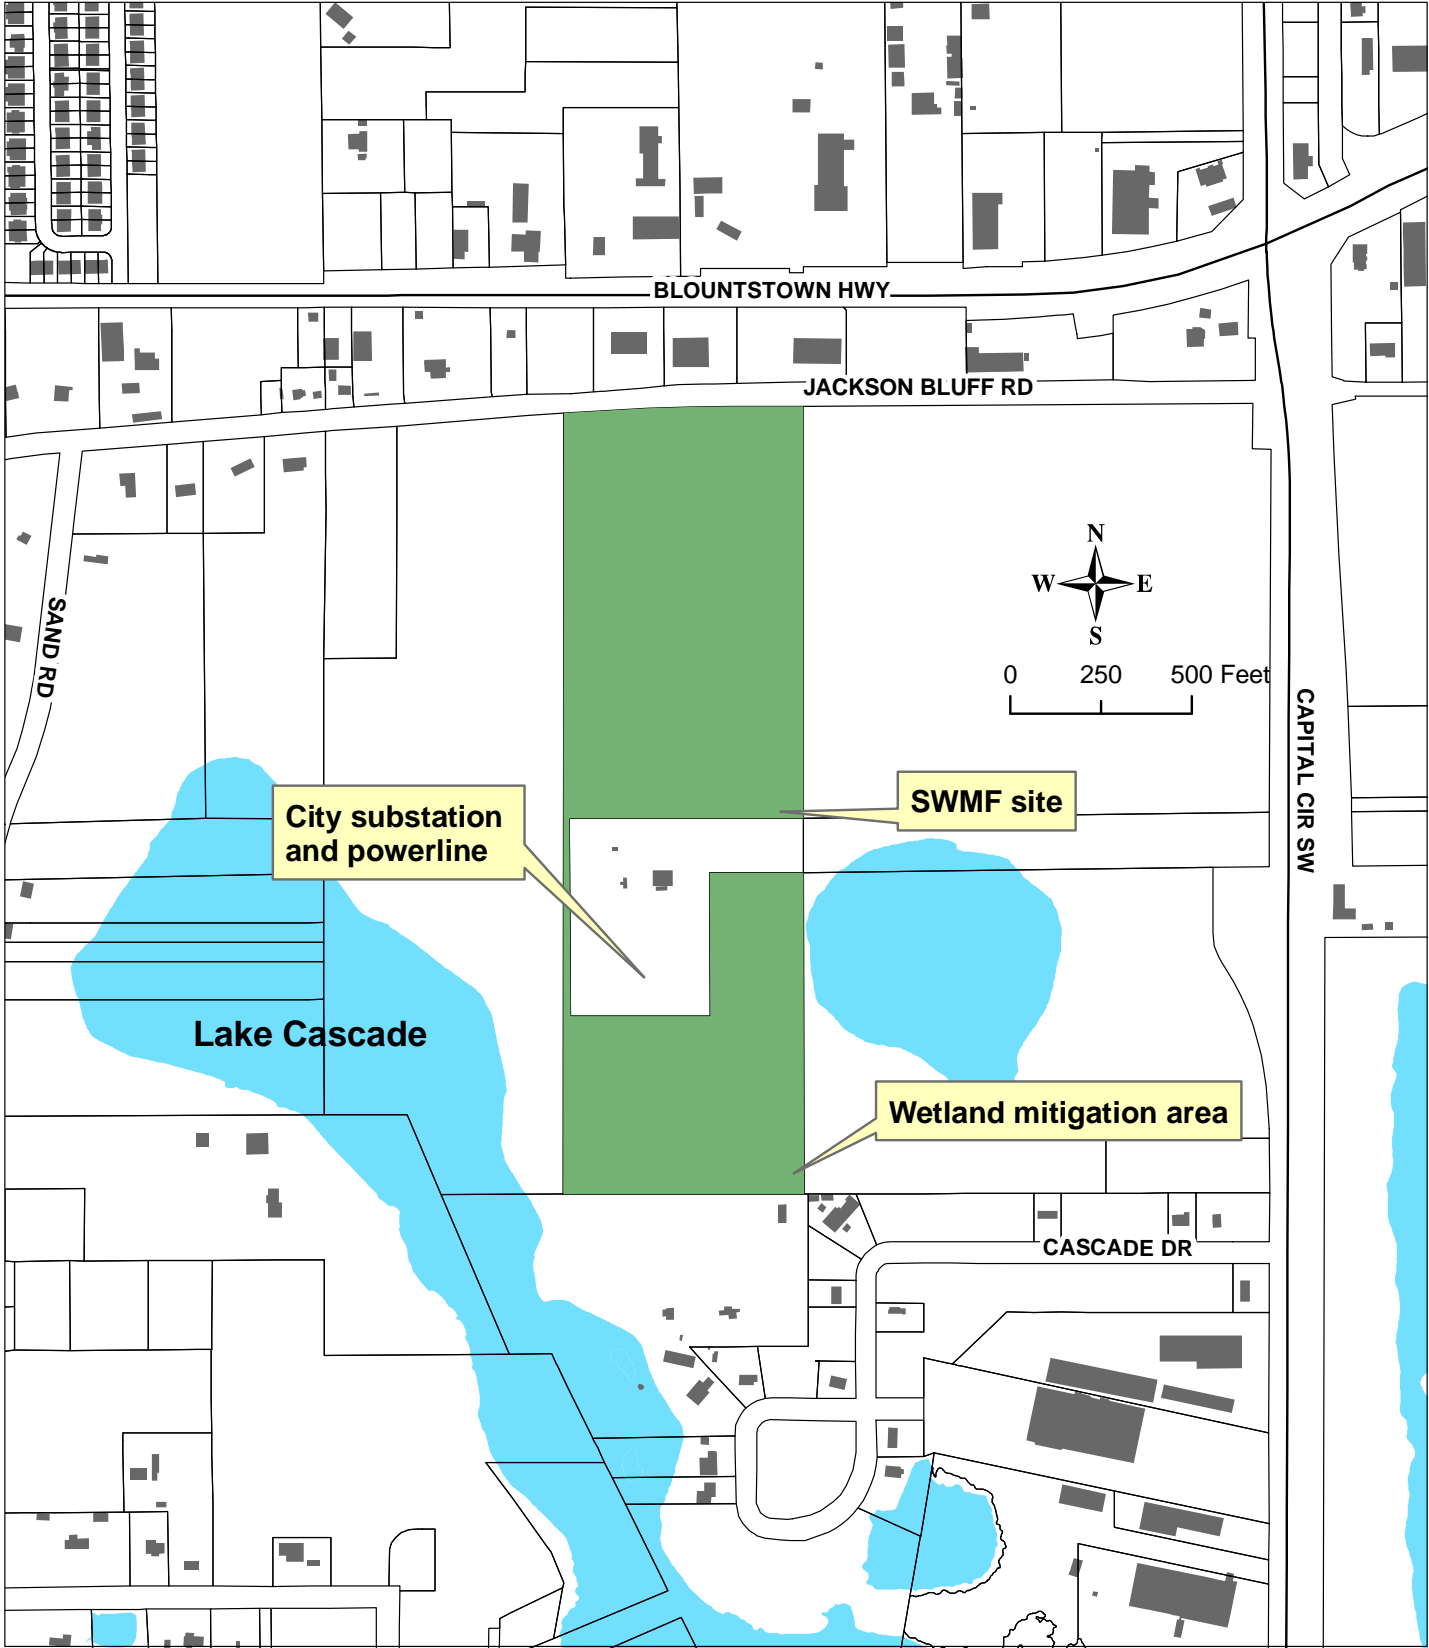 BLOUNTSTOWN HWY
JACKSON BLUFF RD
N
W E
S
SAND RD
0 250 500 Feet
CAPITAL CIR SW
City substation
and powerline
SWMF site
Lake Cascade
Wetland mitigation area
CASCADE DR